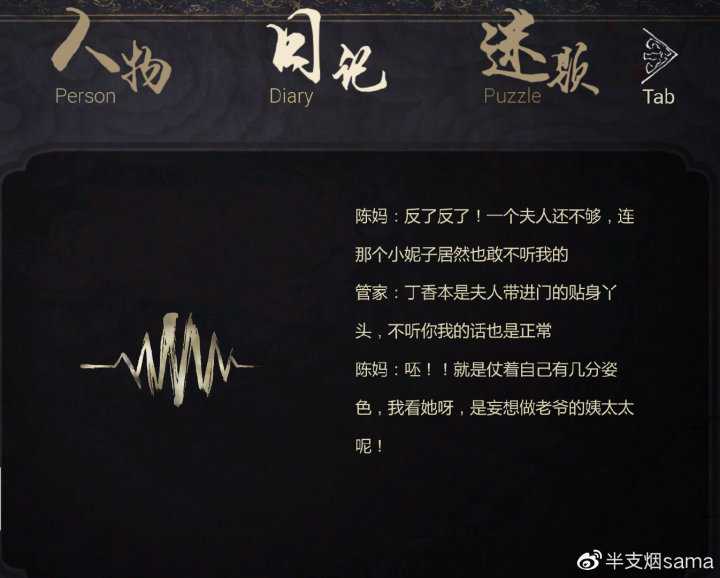 人物 日记 迷题
Person Diary Puzzle Tab
陈妈：反了反了！一个夫人还不够，连
那个小妮子居然也敢不听我的
管家：丁香本是夫人带进门的贴身丫
头，不听你我的话也是正常
陈妈：呸！！就是仗着自己有几分姿
色，我看她呀，是妄想做老爷的姨太太
呢！
半支烟sama